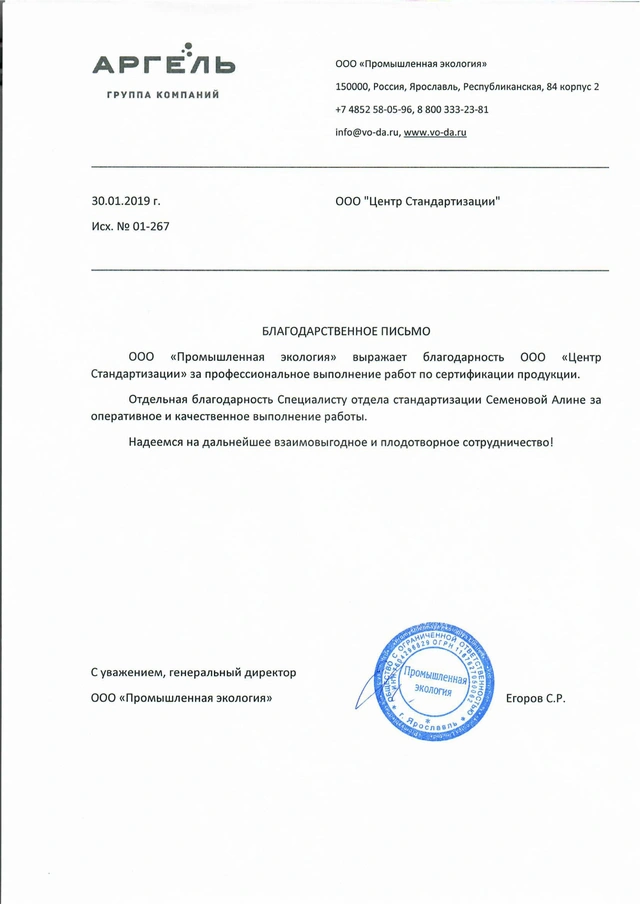 АРГЕЛЬ
ГРУППА КОМПАНИЙ
ООО «Промышленная экология»
150000, Россия, Ярославль, Республиканская, 84 корпус 2
+7 4852 58-05-96, 8 800 333-23-81
info@vo-da.ru, www.vo-da.ru
30.01.2019 г.
ООО "Центр Стандартизации"
Исх. № 01-267
БЛАГОДАРСТВЕННОЕ ПИСЬМО
ООО «Промышленная экология» выражает благодарность ООО «Центр
Стандартизации» за профессиональное выполнение работ по сертификации продукции.
Отдельная благодарность Специалисту отдела стандартизации Семеновой Алине за
оперативное и качественное выполнение работы.
Надеемся на дальнейшее взаимовыгодное и плодотворное сотрудничество!
С уважением, генеральный директор
ООО «Промышленная экология»
ОБЩЕСТВО С ОГРАНИЧЕННОЙ ОТВЕТСТВЕННОСТЬЮ
Промышленная
экология
г. Ярославль
Егоров С.Р.